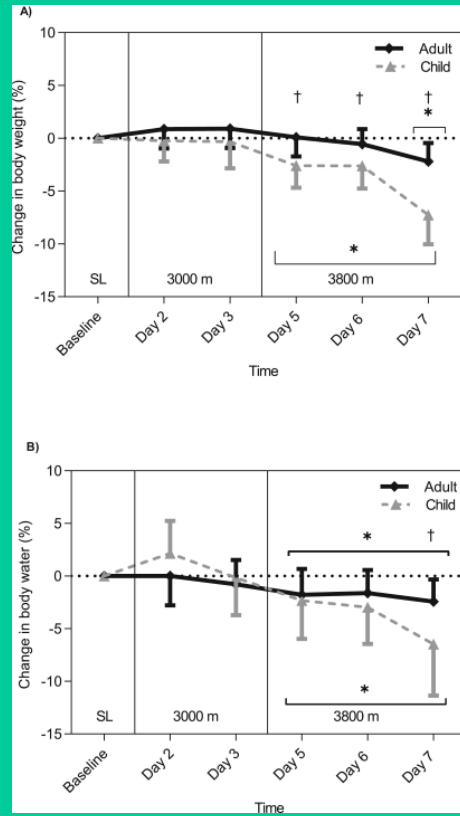 A)
10
Adult
Child
5
†
†
†
*
0
-5
*
-10
SL
3000 m
3800 m
-15
Change in body weight (%)
Baseline
Day 2
Day 3
Day 5
Day 6
Day 7
Time
B)
10
Adult
Child
5
*
†
0
-5
-10
*
SL
3000 m
3800 m
-15
Change in body water (%)
Baseline
Day 2
Day 3
Day 5
Day 6
Day 7
Time